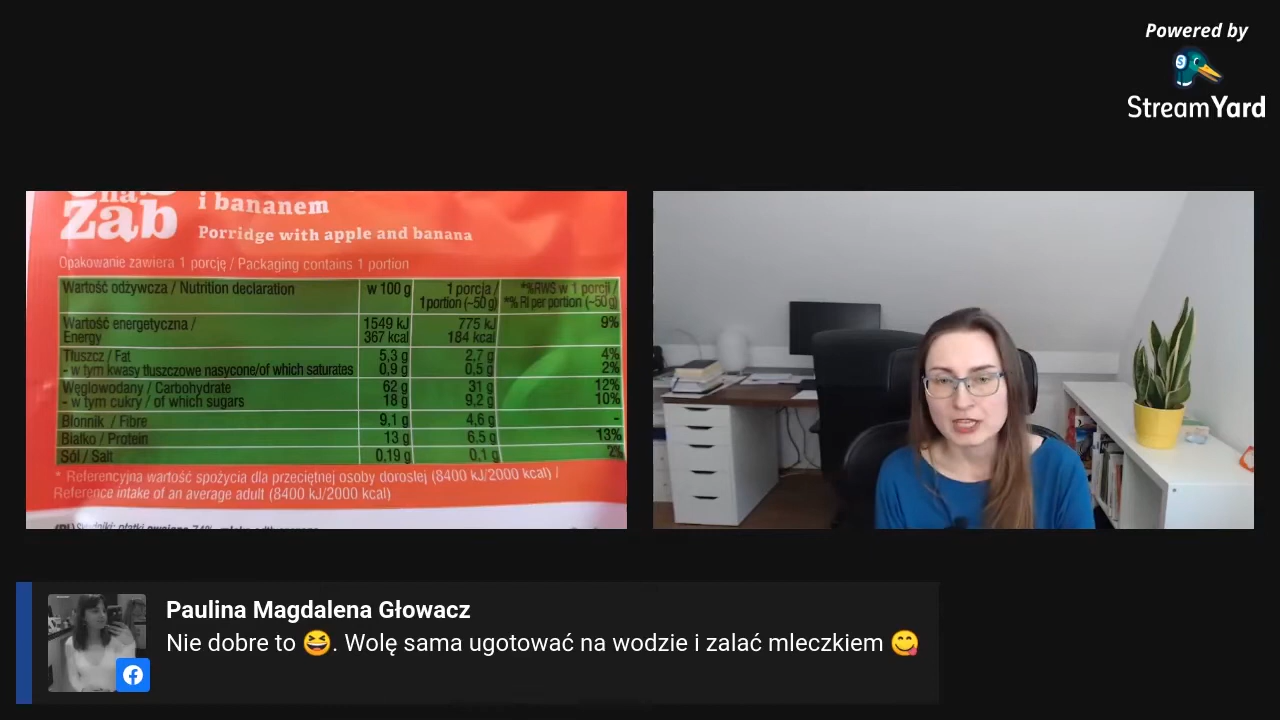 Powered by
StreamYard
na
ząb
i bananem
Porridge with apple and banana
Opakowanie zawiera 1 porcję / Packaging contains 1 portion
Wartość odżywcza / Nutrition declaration w 100 g 1 porcja / 1 portion (~50 g) *%RWS w 1 porcji / *% RI per portion (~50 g)
Wartość energetyczna / Energy 1549 kJ 367 kcal 775 kJ 184 kcal 9%
Tłuszcz / Fat 5,3 g 2,7 g 4%
- w tym kwasy tłuszczowe nasycone/of which saturates 0,9 g 0,5 g 2%
Węglowodany / Carbohydrate 62 g 31 g 12%
- w tym cukry / of which sugars 18 g 9,2 g 10%
Błonnik / Fibre 9,1 g 4,6 g -
Białko / Protein 13 g 6,5 g 13%
Sól / Salt 0,19 g 0,1 g 2%
* Referencyjna wartość spożycia dla przeciętnej osoby dorosłej (8400 kJ/2000 kcal) /
Reference intake of an average adult (8400 kJ/2000 kcal)
Paulina Magdalena Głowacz
Nie dobre to 😆. Wolę sama ugotować na wodzie i zalać mleczkiem 😋